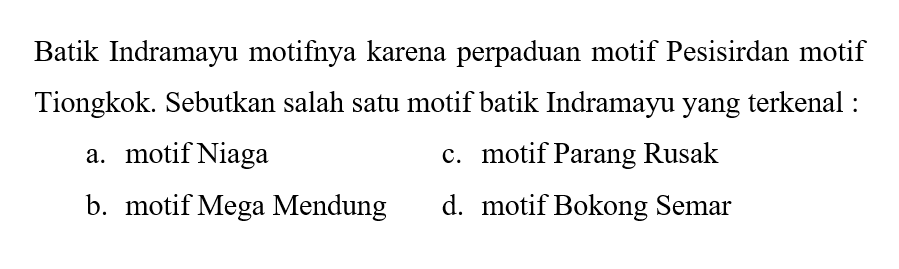 Batik Indramayu motifnya karena perpaduan motif Pesisirdan motif
Tiongkok. Sebutkan salah satu motif batik Indramayu yang terkenal :
a. motif Niaga c. motif Parang Rusak
b. motif Mega Mendung d. motif Bokong Semar